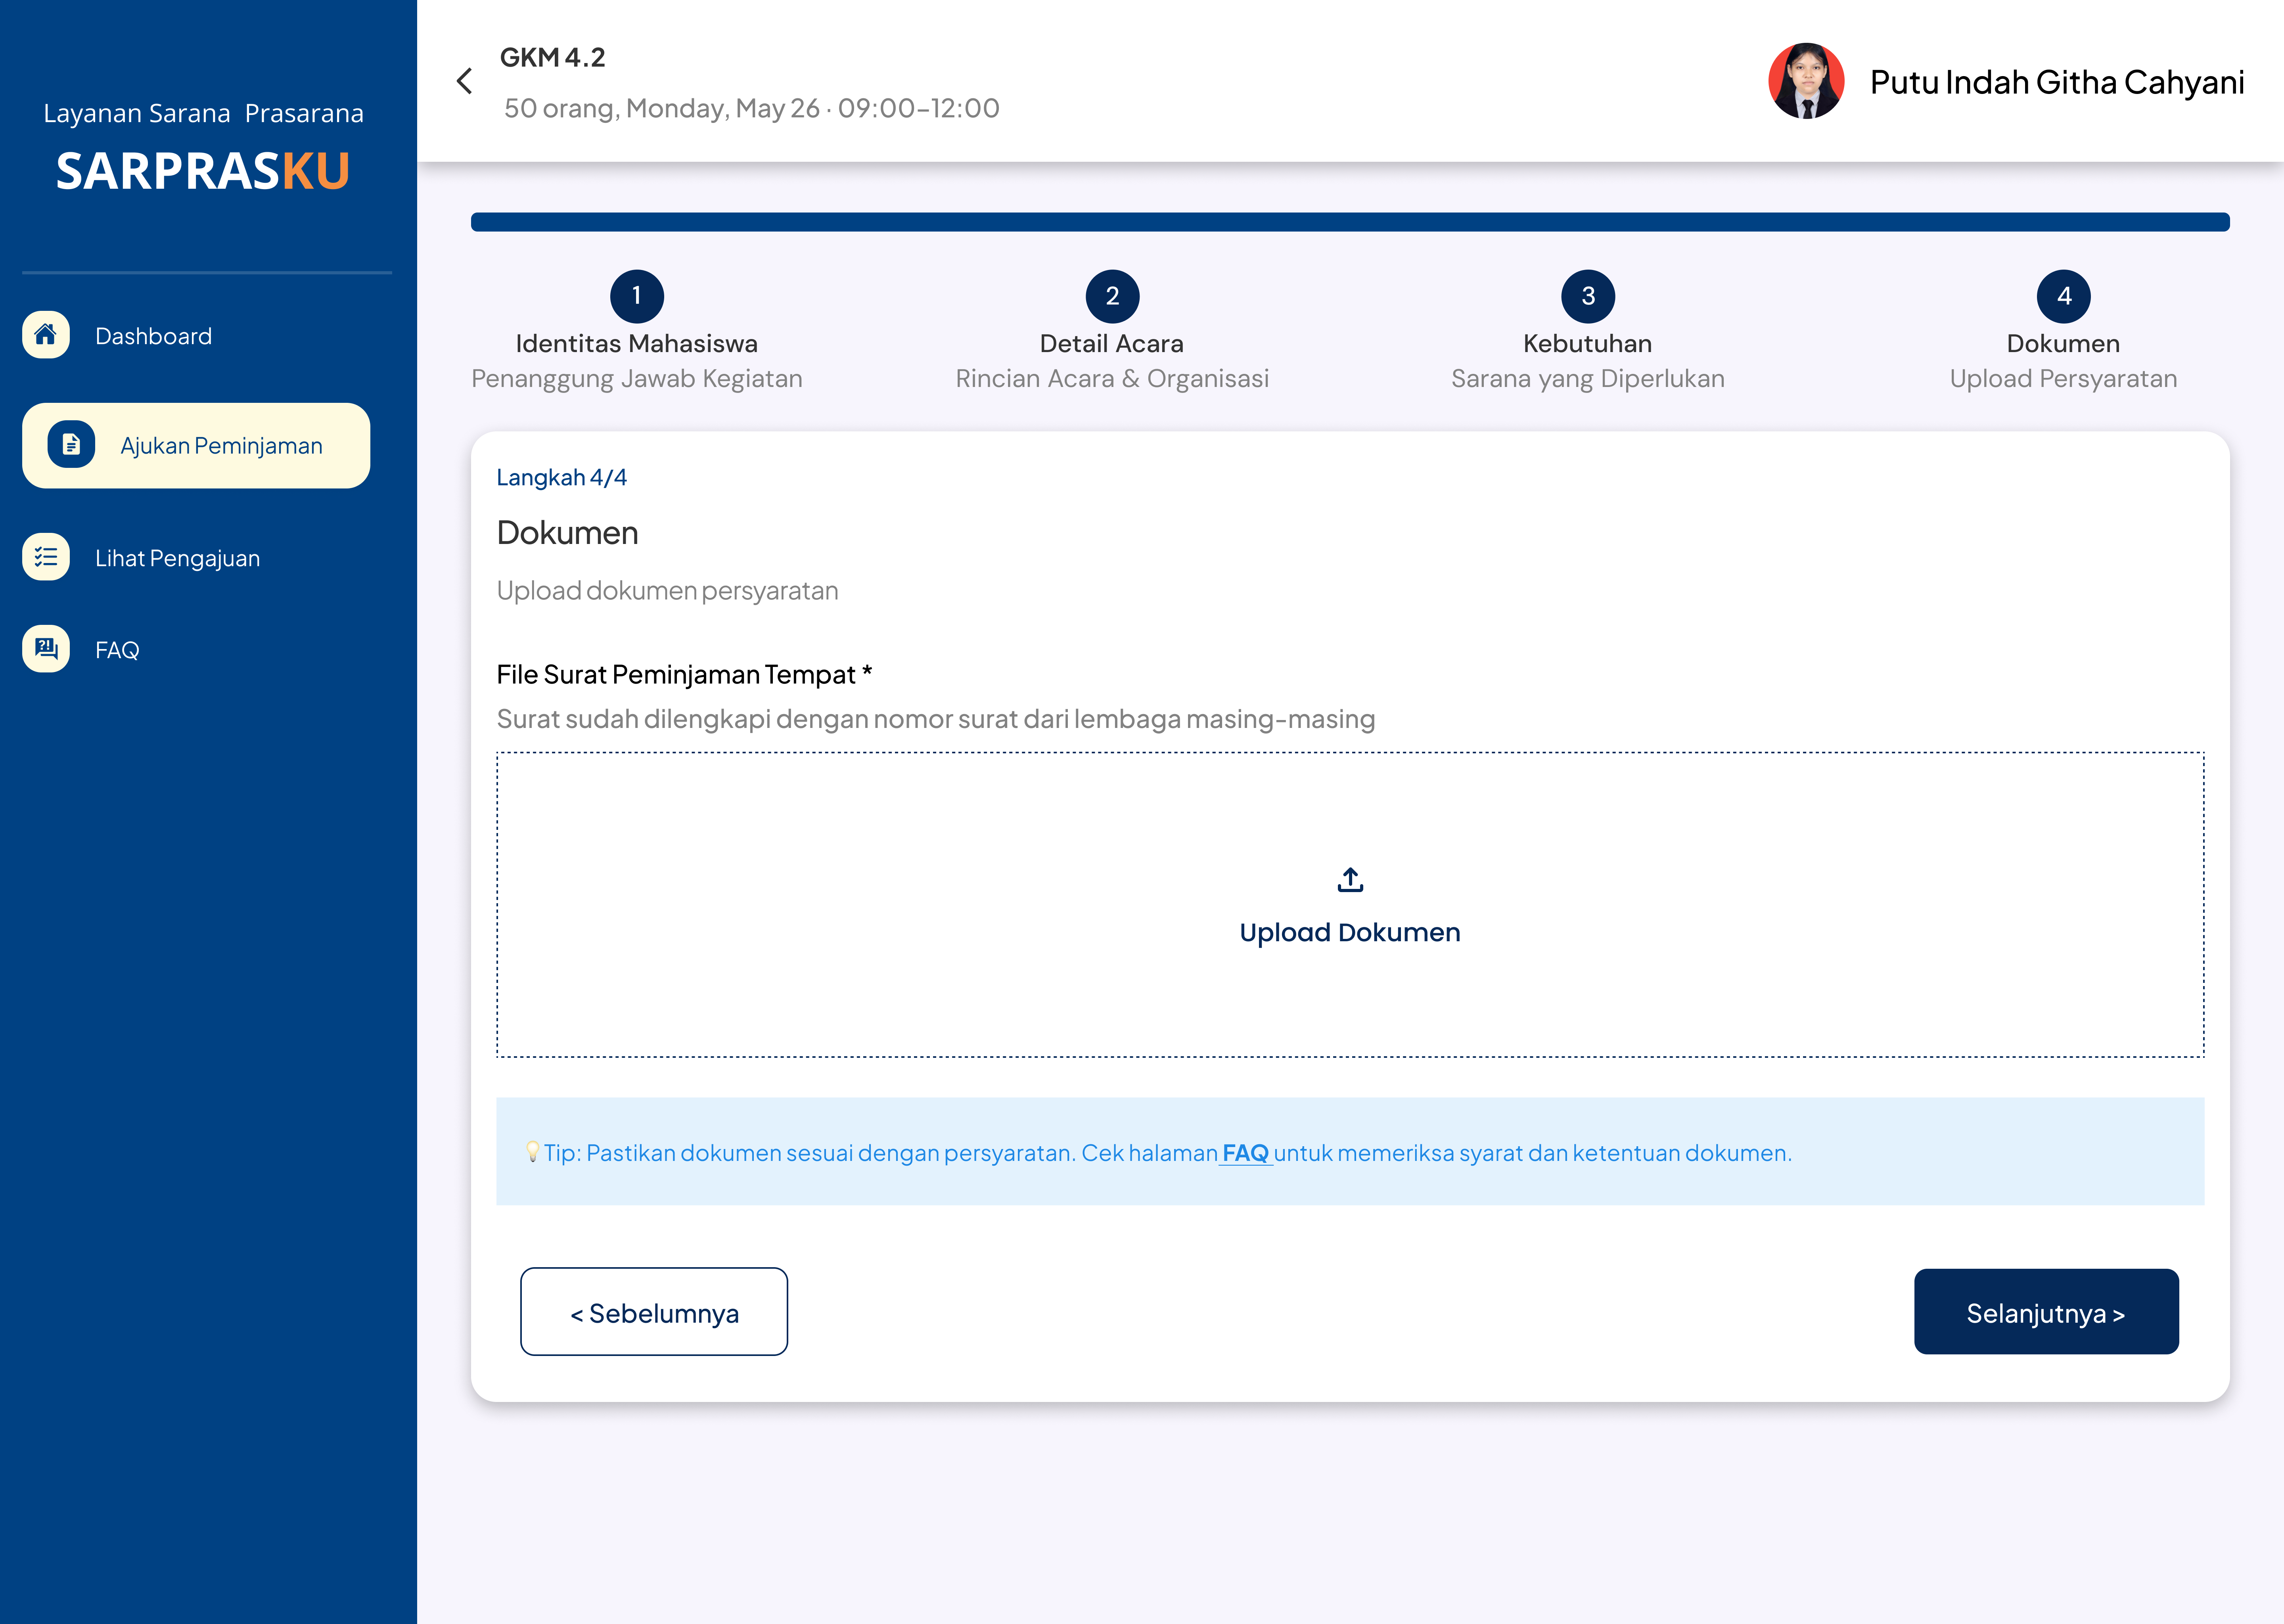 Layanan Sarana  Prasarana
SARPRASKU
Dashboard
Ajukan Peminjaman
Lihat Pengajuan
FAQ
GKM 4.2
50 orang, Monday, May 26 · 09:00–12:00
Putu Indah Githa Cahyani
1
Identitas Mahasiswa
Penanggung Jawab Kegiatan
2
Detail Acara
Rincian Acara & Organisasi
3
Kebutuhan
Sarana yang Diperlukan
4
Dokumen
Upload Persyaratan
Langkah 4/4
Dokumen
Upload dokumen persyaratan
File Surat Peminjaman Tempat *
Surat sudah dilengkapi dengan nomor surat dari lembaga masing-masing
Upload Dokumen
💡Tip: Pastikan dokumen sesuai dengan persyaratan. Cek halaman FAQ untuk memeriksa syarat dan ketentuan dokumen.
< Sebelumnya
Selanjutnya >